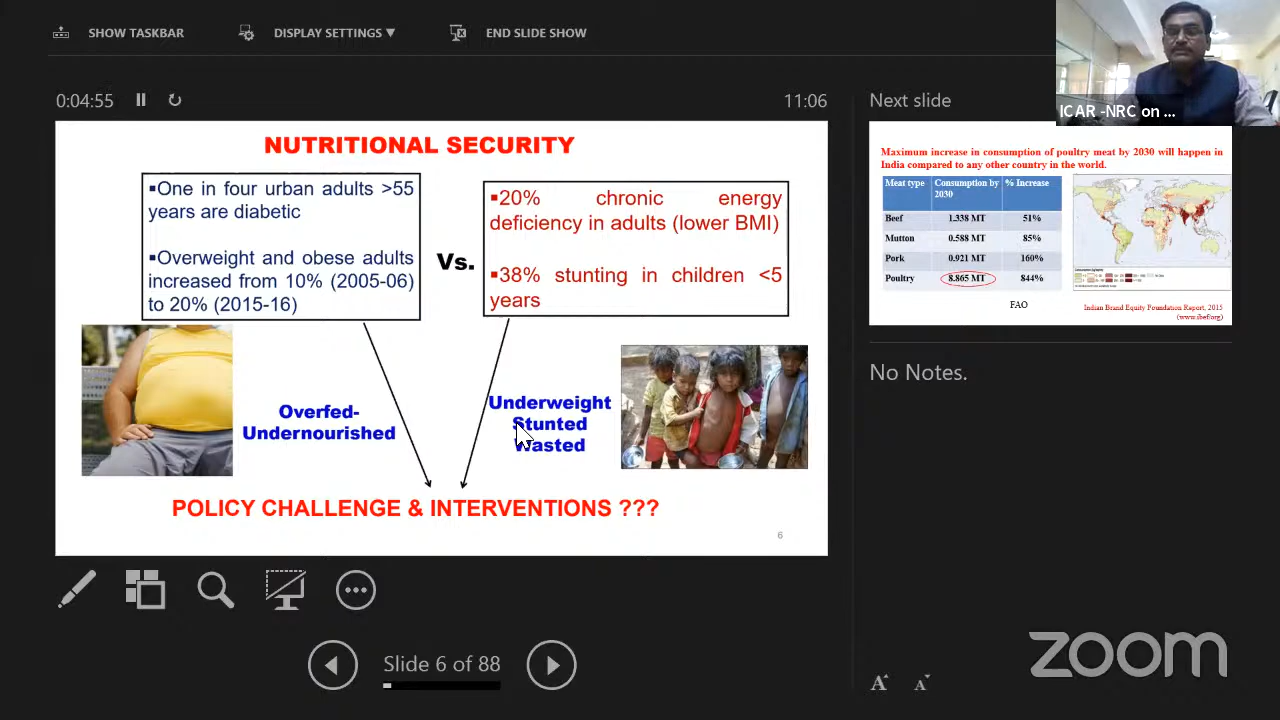 SHOW TASKBAR
DISPLAY SETTINGS ▼
END SLIDE SHOW
ICAR -NRC on ...
0:04:55
11:06
Next slide
NUTRITIONAL SECURITY
▪One in four urban adults >55
years are diabetic
▪Overweight and obese adults
increased from 10% (2005-06)
to 20% (2015-16)
Vs.
▪20% chronic energy
deficiency in adults (lower BMI)
▪38% stunting in children <5
years
Overfed-
Undernourished
Underweight
Stunted
Wasted
POLICY CHALLENGE & INTERVENTIONS ???
6
Maximum increase in consumption of poultry meat by 2030 will happen in
India compared to any other country in the world.
Meat type Consumption by 2030 % Increase
Beef 1.338 MT 51%
Mutton 0.588 MT 85%
Pork 0.921 MT 160%
Poultry 8.865 MT 844%
FAO
Indian Brand Equity Foundation Report, 2015
(www.ibef.org)
No Notes.
Slide 6 of 88
A A
zoom